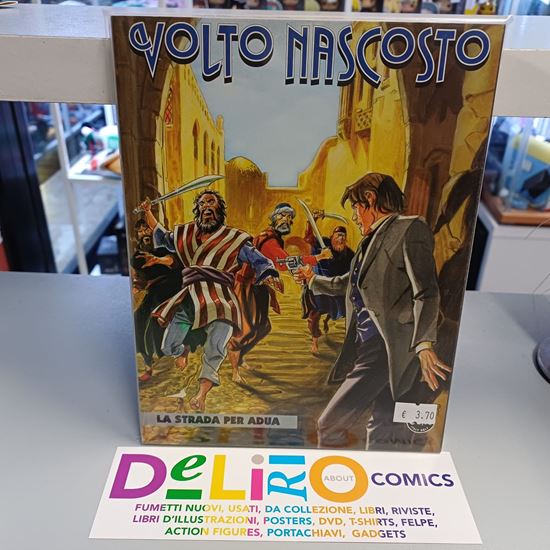 VOLTO NASCOSTO
LA STRADA PER ADUA
€ 3.70
DELIRIO
ABOUT
COMICS
FUMETTI NUOVI, USATI, DA COLLEZIONE, LIBRI, RIVISTE,
LIBRI D'ILLUSTRAZIONI, POSTERS, DVD, T-SHIRTS, FELPE,
ACTION FIGURES, PORTACHIAVI, GADGETS